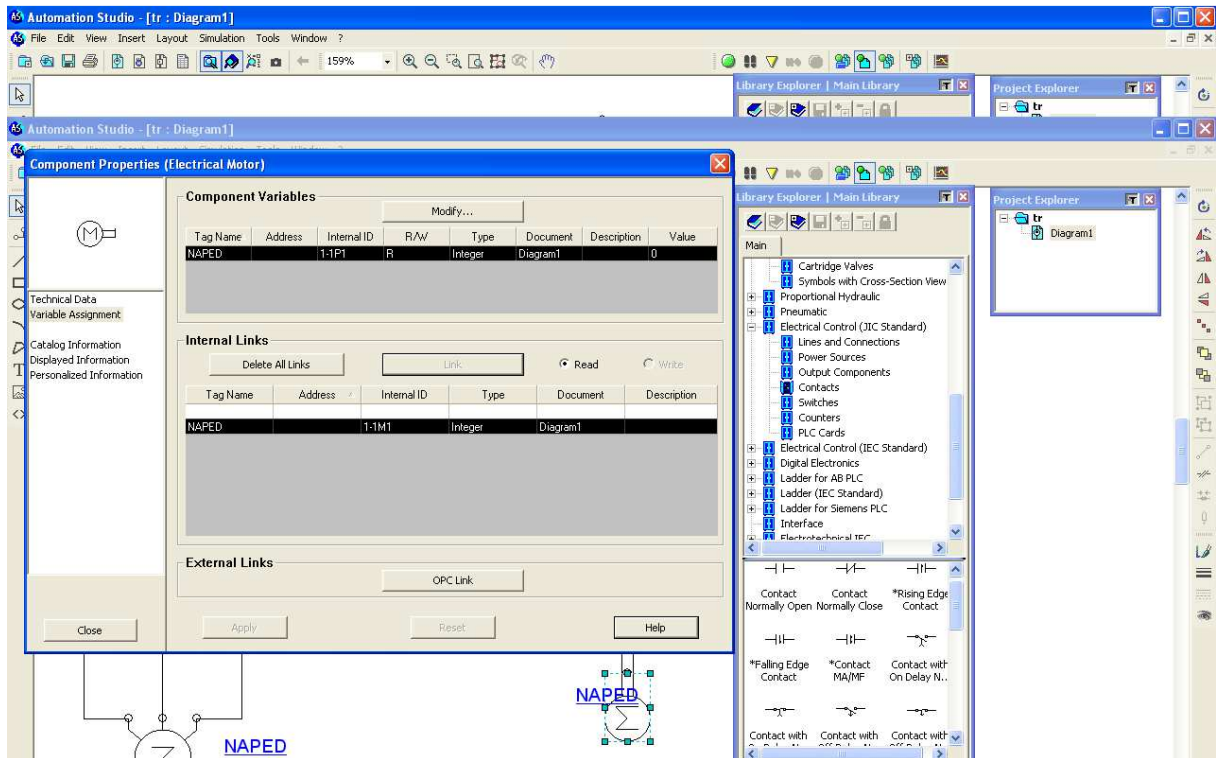 Automation Studio - [tr : Diagram1]
File Edit View Insert Layout Simulation Tools Window ?
159%
Library Explorer | Main Library
Project Explorer
tr
Automation Studio - [tr : Diagram1]
Component Properties (Electrical Motor)
M
Technical Data
Variable Assignment
Catalog Information
Displayed Information
Personalized Information
Close
Component Variables
Modify...
Tag Name Address Internal ID R/W Type Document Description Value
NAPED 1-1P1 R Integer Diagram1 0
Internal Links
Delete All Links Link Read Write
Tag Name Address Internal ID Type Document Description
NAPED 1-1M1 Integer Diagram1
External Links
OPC Link
Apply Reset Help
NAPED
NAPED
Library Explorer | Main Library
Main
Cartridge Valves
Symbols with Cross-Section View
Proportional Hydraulic
Pneumatic
Electrical Control (JIC Standard)
Lines and Connections
Power Sources
Output Components
Contacts
Switches
Counters
PLC Cards
Electrical Control (IEC Standard)
Digital Electronics
Ladder for AB PLC
Ladder (IEC Standard)
Ladder for Siemens PLC
Interface
Electrotechnical IEC
Contact Normally Open
Contact Normally Close
*Rising Edge Contact
*Falling Edge Contact
*Contact MA/MF
Contact with On Delay N..
Contact with
Contact with
Contact with
Project Explorer
tr
Diagram1